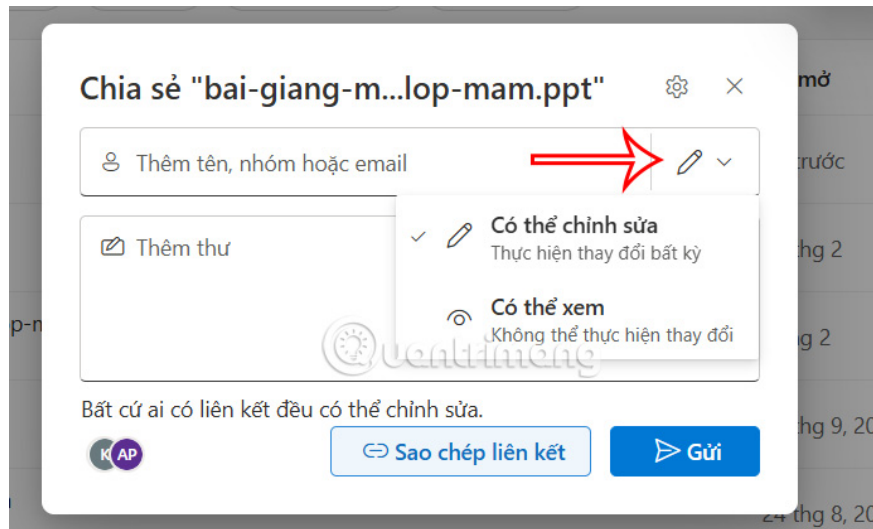 Chia sẻ "bai-giang-m...lop-mam.ppt"
mở
Thêm tên, nhóm hoặc email
trước
Có thể chỉnh sửa
Thực hiện thay đổi bất kỳ
Thêm thư
thg 2
Có thể xem
Không thể thực hiện thay đổi
op-m
g 2
Quantrimang
Bất cứ ai có liên kết đều có thể chỉnh sửa.
K AP
Sao chép liên kết
Gửi
thg 9, 20
24 thg 8, 20